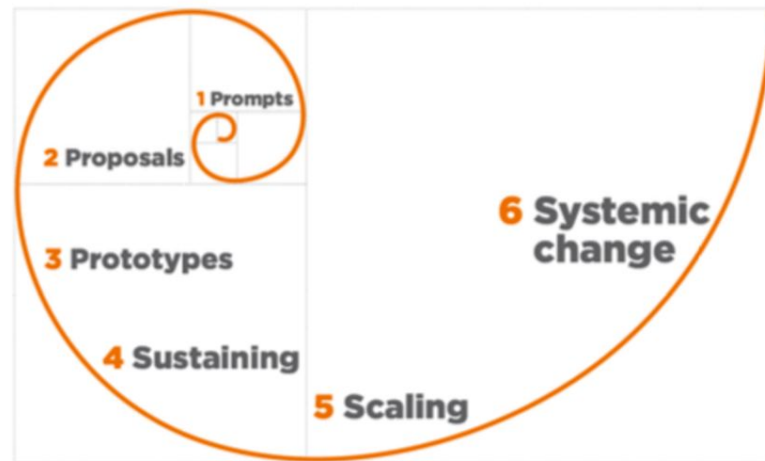 1 Prompts
2 Proposals
3 Prototypes
4 Sustaining
5 Scaling
6 Systemic
change